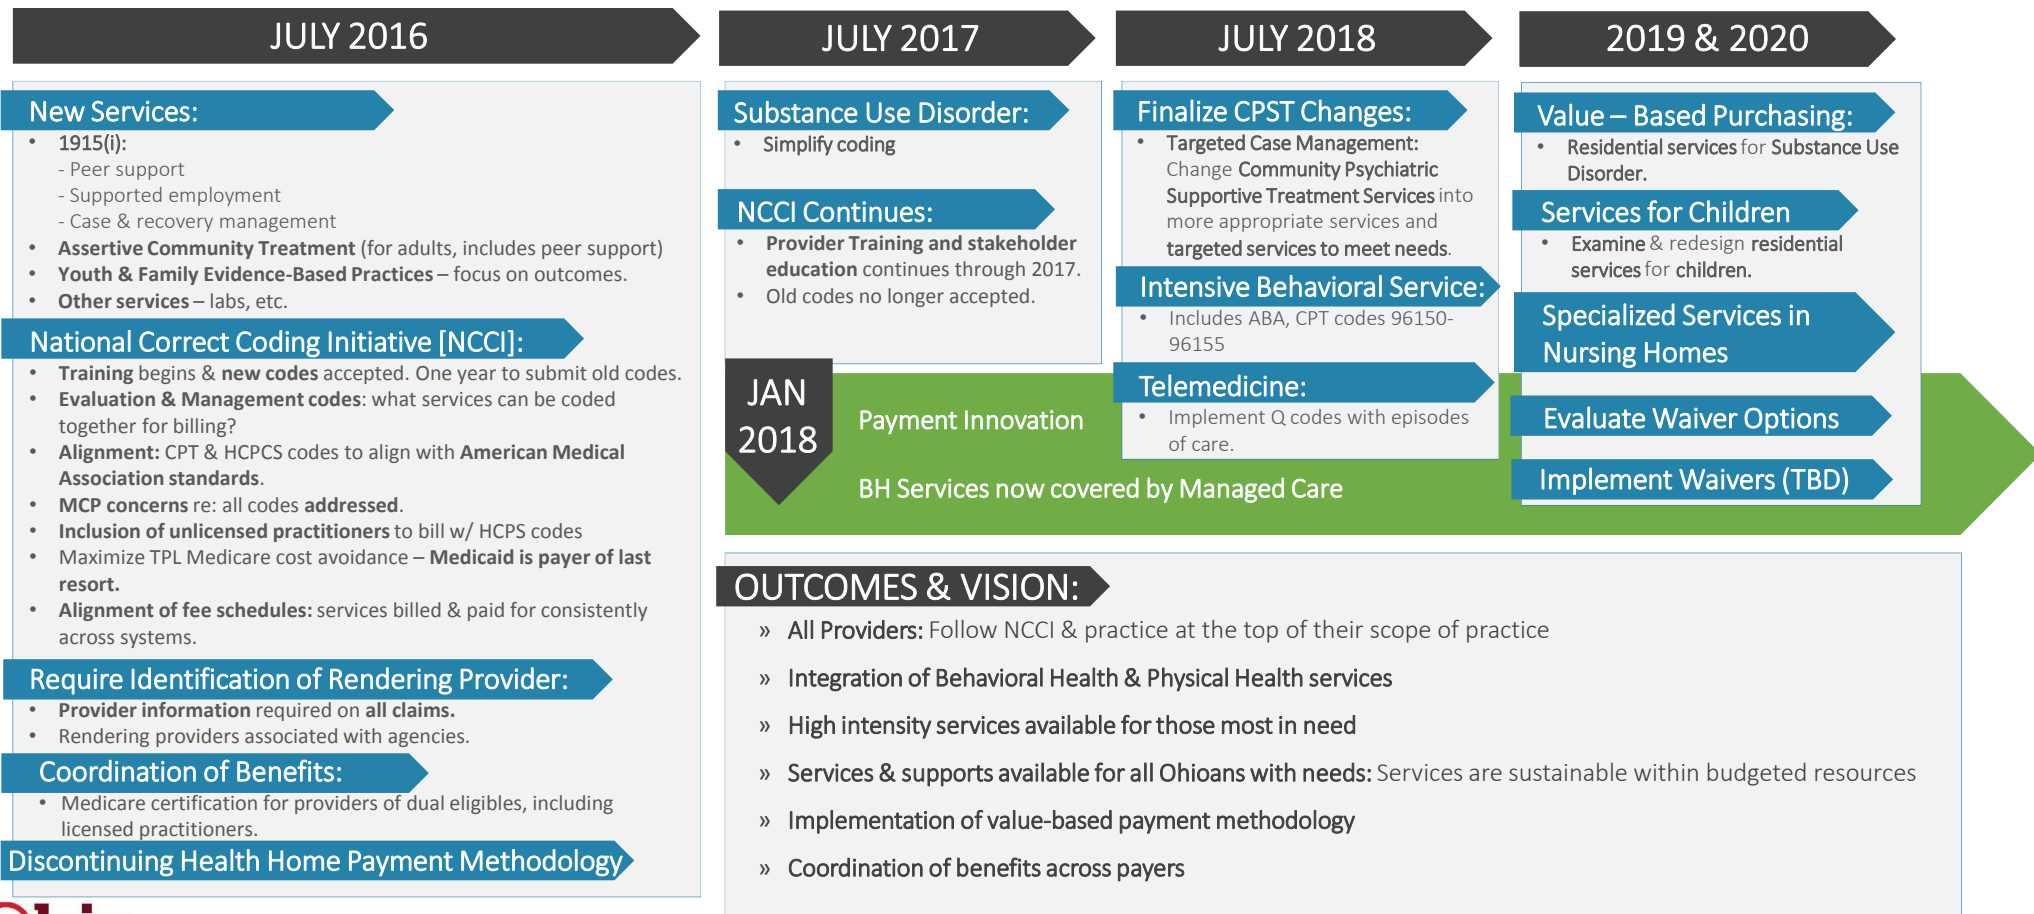 JULY 2016
New Services:
• 1915(i):
- Peer support
- Supported employment
- Case & recovery management
• Assertive Community Treatment (for adults, includes peer support)
• Youth & Family Evidence-Based Practices – focus on outcomes.
• Other services – labs, etc.
National Correct Coding Initiative [NCCI]:
• Training begins & new codes accepted. One year to submit old codes.
• Evaluation & Management codes: what services can be coded
together for billing?
• Alignment: CPT & HCPCS codes to align with American Medical
Association standards.
• MCP concerns re: all codes addressed.
• Inclusion of unlicensed practitioners to bill w/ HCPS codes
• Maximize TPL Medicare cost avoidance – Medicaid is payer of last
resort.
• Alignment of fee schedules: services billed & paid for consistently
across systems.
Require Identification of Rendering Provider:
• Provider information required on all claims.
• Rendering providers associated with agencies.
Coordination of Benefits:
• Medicare certification for providers of dual eligibles, including
licensed practitioners.
Discontinuing Health Home Payment Methodology
JULY 2017
Substance Use Disorder:
• Simplify coding
NCCI Continues:
• Provider Training and stakeholder
education continues through 2017.
• Old codes no longer accepted.
JULY 2018
Finalize CPST Changes:
• Targeted Case Management:
Change Community Psychiatric
Supportive Treatment Services into
more appropriate services and
targeted services to meet needs.
Intensive Behavioral Service:
• Includes ABA, CPT codes 96150-
96155
Telemedicine:
• Implement Q codes with episodes
of care.
2019 & 2020
Value – Based Purchasing:
• Residential services for Substance Use
Disorder.
Services for Children
• Examine & redesign residential
services for children.
Specialized Services in
Nursing Homes
Evaluate Waiver Options
Implement Waivers (TBD)
JAN
2018
Payment Innovation
BH Services now covered by Managed Care
OUTCOMES & VISION:
» All Providers: Follow NCCI & practice at the top of their scope of practice
» Integration of Behavioral Health & Physical Health services
» High intensity services available for those most in need
» Services & supports available for all Ohioans with needs: Services are sustainable within budgeted resources
» Implementation of value-based payment methodology
» Coordination of benefits across payers